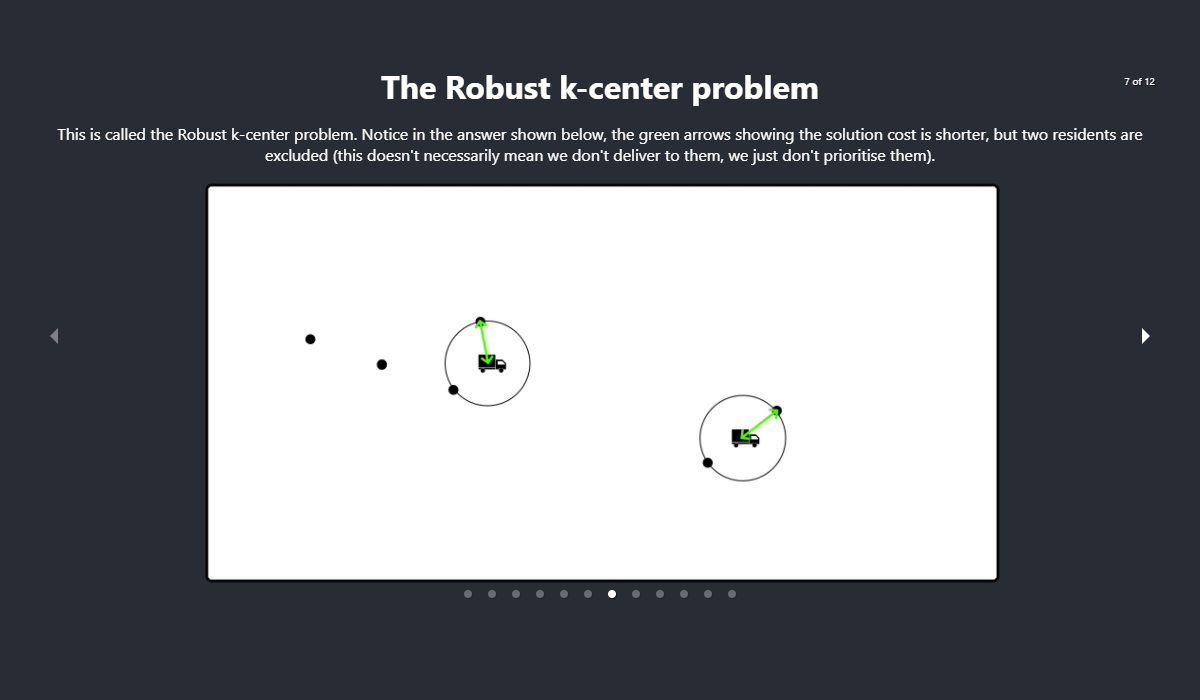 The Robust k-center problem
7 of 12
This is called the Robust k-center problem. Notice in the answer shown below, the green arrows showing the solution cost is shorter, but two residents are
excluded (this doesn't necessarily mean we don't deliver to them, we just don't prioritise them).